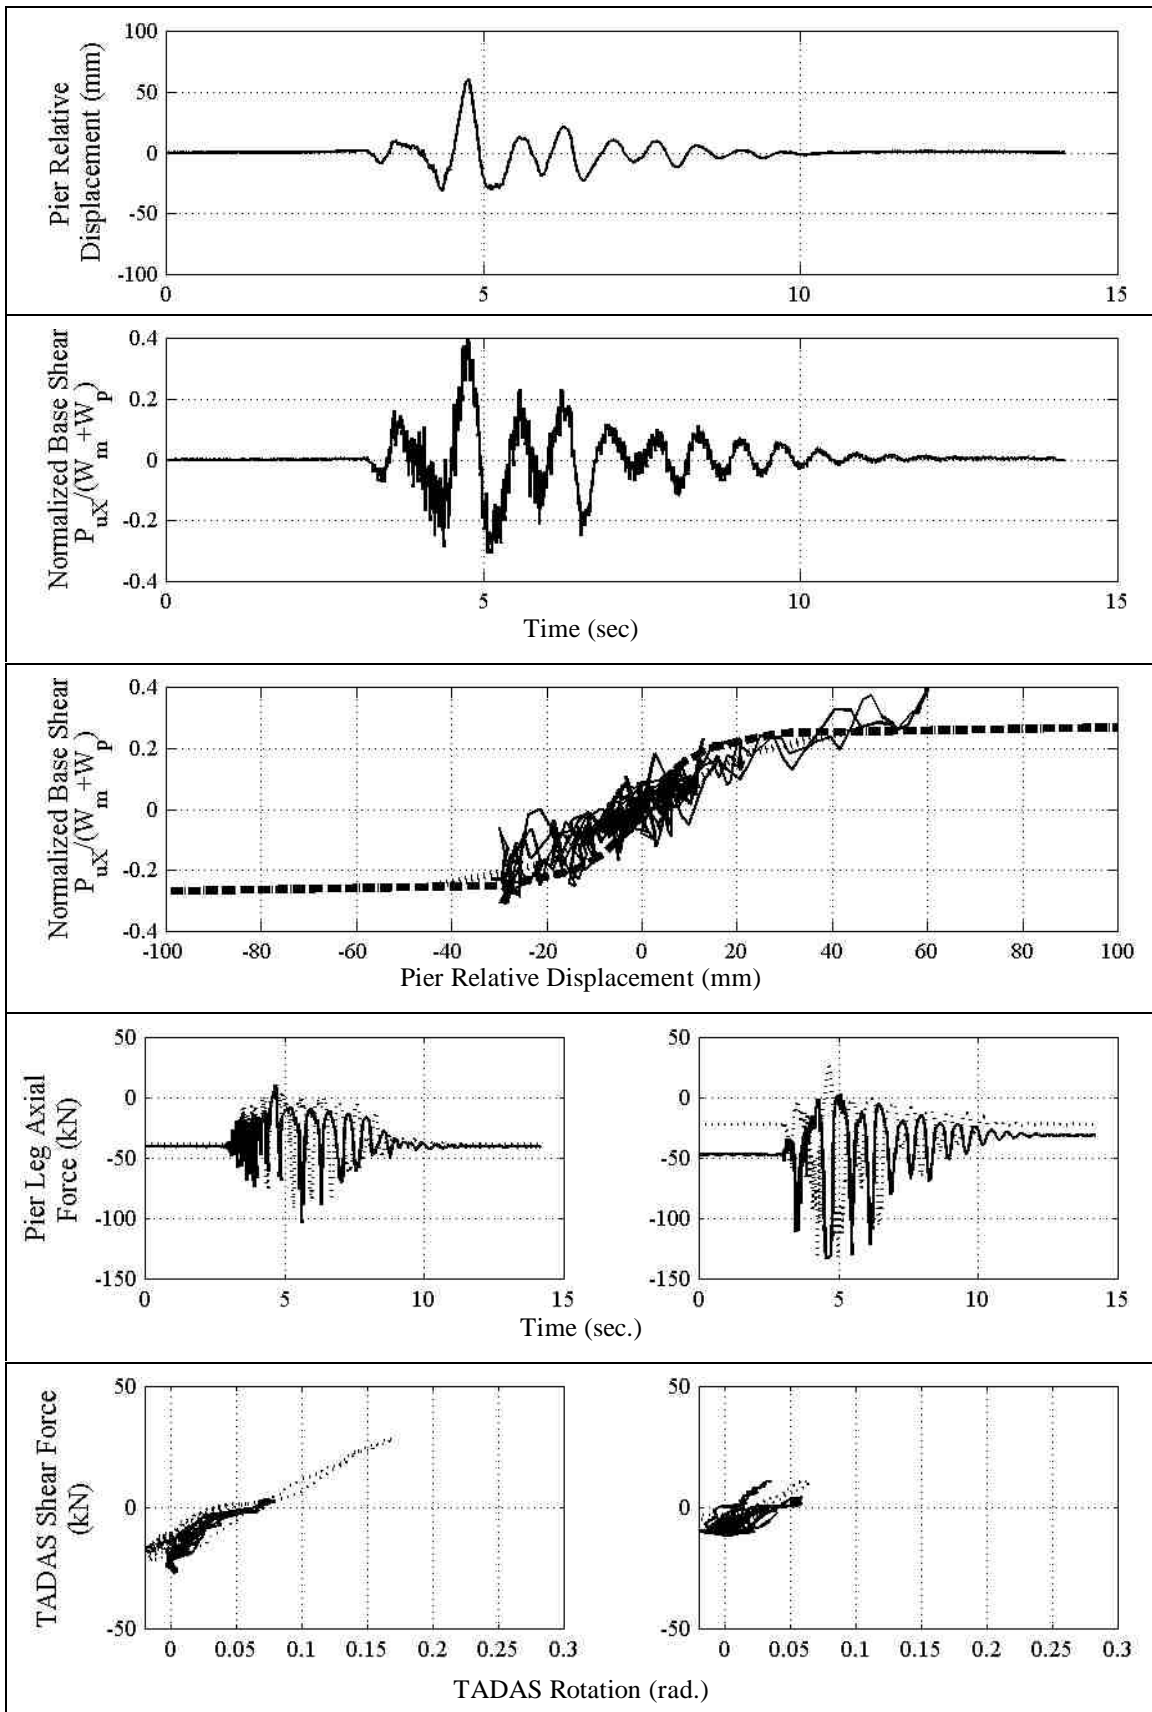 Pier Relative
Displacement (mm)
100
50
0
-50
-100
0 5 10 15
Normalized Base Shear
P_uX/(W_m+W_p)
0.4
0.2
0
-0.2
-0.4
0 5 10 15
Time (sec)
Normalized Base Shear
P_uX/(W_m+W_p)
0.4
0.2
0
-0.2
-0.4
-100 -80 -60 -40 -20 0 20 40 60 80 100
Pier Relative Displacement (mm)
Pier Leg Axial
Force (kN)
50
0
-50
-100
-150
0 5 10 15
50
0
-50
-100
-150
0 5 10 15
Time (sec.)
TADAS Shear Force
(kN)
50
0
-50
0 0.05 0.1 0.15 0.2 0.25 0.3
50
0
-50
0 0.05 0.1 0.15 0.2 0.25 0.3
TADAS Rotation (rad.)